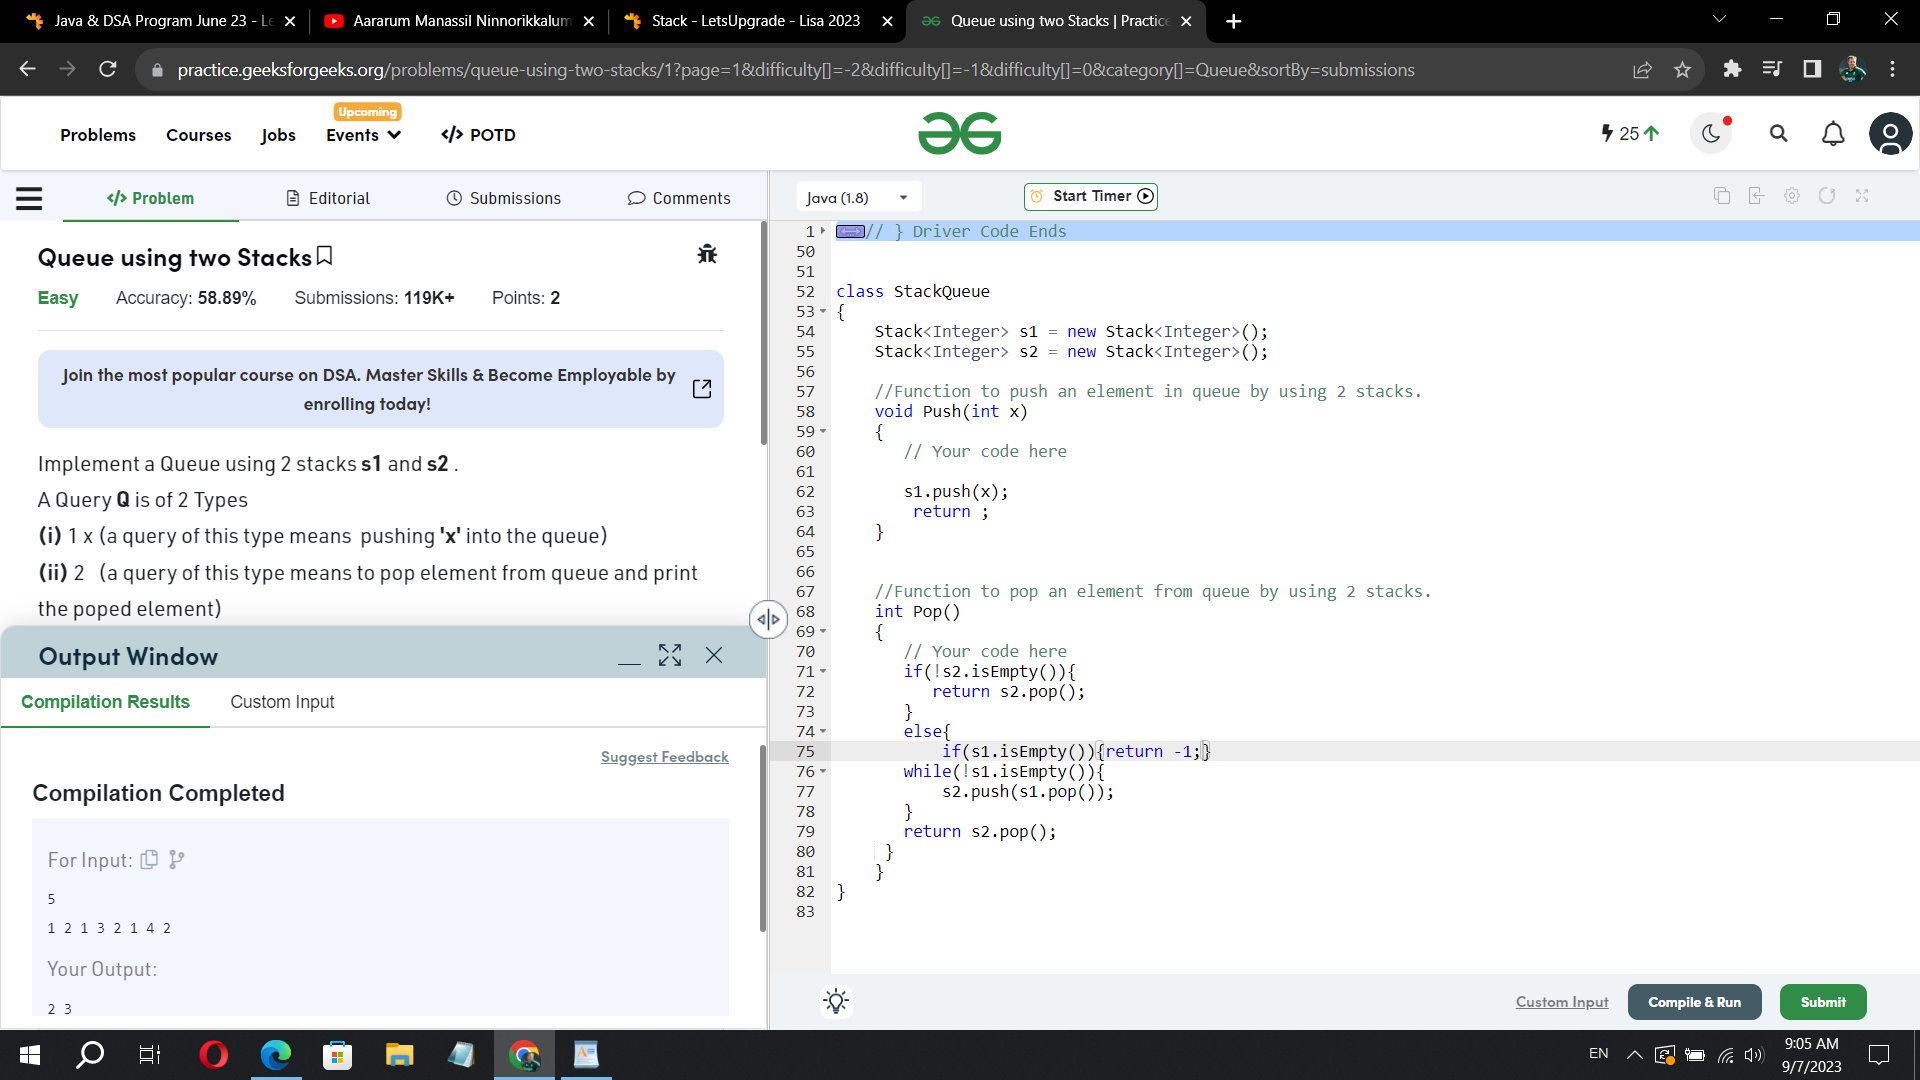 Java & DSA Program June 23 - Le
Aararum Manassil Ninnorikkalum
Stack - LetsUpgrade - Lisa 2023
Queue using two Stacks | Practice
practice.geeksforgeeks.org/problems/queue-using-two-stacks/1?page=1&difficulty[]=-2&difficulty[]=-1&difficulty[]=0&category[]=Queue&sortBy=submissions
Upcoming
Problems Courses Jobs Events </> POTD
25
</> Problem Editorial Submissions Comments
Java (1.8) Start Timer
Queue using two Stacks
Easy Accuracy: 58.89% Submissions: 119K+ Points: 2
Join the most popular course on DSA. Master Skills & Become Employable by
enrolling today!
Implement a Queue using 2 stacks s1 and s2 .
A Query Q is of 2 Types
(i) 1 x (a query of this type means pushing 'x' into the queue)
(ii) 2 (a query of this type means to pop element from queue and print
the poped element)
Output Window
Compilation Results Custom Input
Suggest Feedback
Compilation Completed
For Input:
5
1 2 1 3 2 1 4 2
Your Output:
2 3
1 // } Driver Code Ends
50
51
52 class StackQueue
53 {
54 Stack<Integer> s1 = new Stack<Integer>();
55 Stack<Integer> s2 = new Stack<Integer>();
56
57 //Function to push an element in queue by using 2 stacks.
58 void Push(int x)
59 {
60 // Your code here
61
62 s1.push(x);
63 return ;
64 }
65
66
67 //Function to pop an element from queue by using 2 stacks.
68 int Pop()
69 {
70 // Your code here
71 if(!s2.isEmpty()){
72 return s2.pop();
73 }
74 else{
75 if(s1.isEmpty()){return -1;}
76 while(!s1.isEmpty()){
77 s2.push(s1.pop());
78 }
79 return s2.pop();
80 }
81 }
82 }
83
Custom Input Compile & Run Submit
EN
9:05 AM
9/7/2023